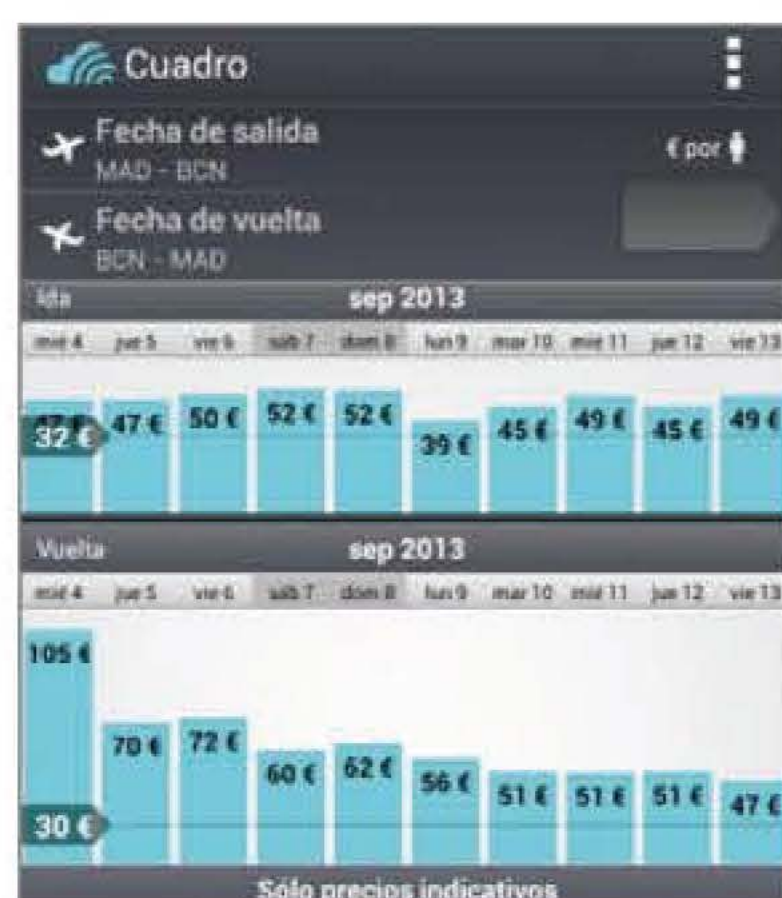 Cuadro
Fecha de salida
MAD - BCN
€ por
Fecha de vuelta
BCN - MAD
Ida sep 2013
mié 4 jue 5 vie 6 sáb 7 dom 8 lun 9 mar 10 mié 11 jue 12 vie 13
32 € 47 € 50 € 52 € 52 € 39 € 45 € 49 € 45 € 49 €
Vuelta sep 2013
mié 4 jue 5 vie 6 sáb 7 dom 8 lun 9 mar 10 mié 11 jue 12 vie 13
105 € 70 € 72 € 60 € 62 € 56 € 51 € 51 € 51 € 47 €
30 €
Sólo precios indicativos